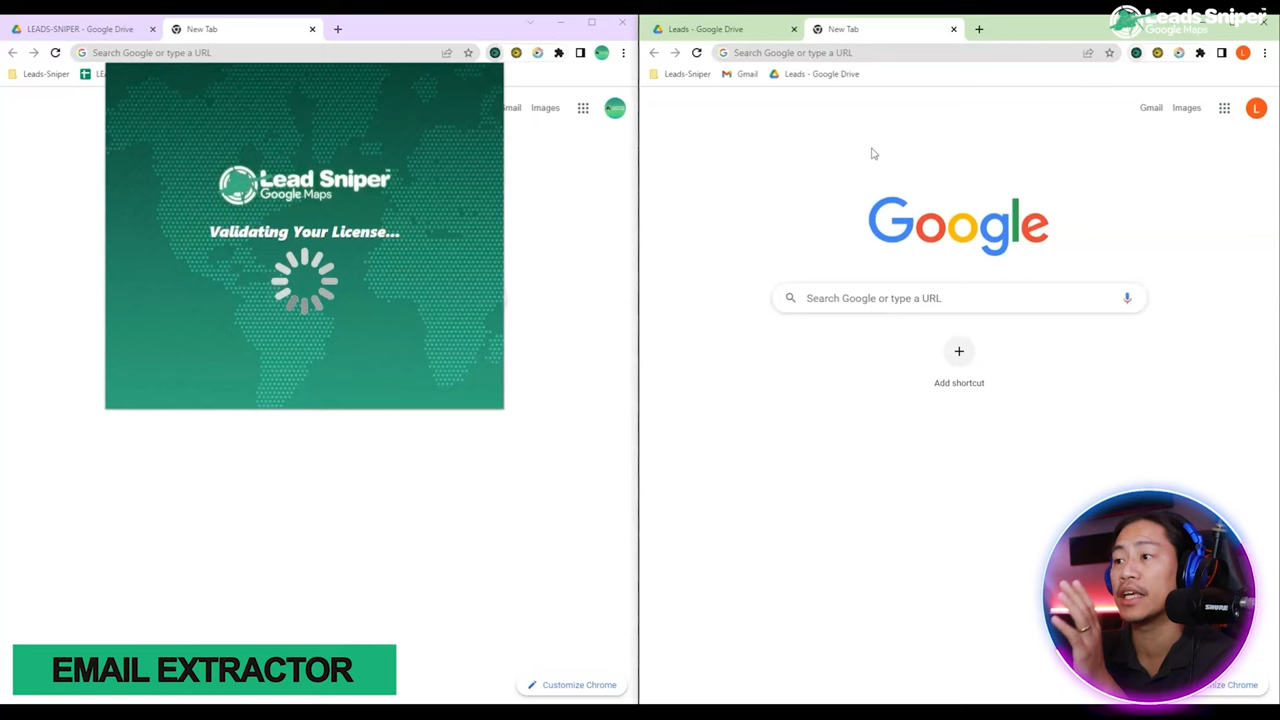 LEADS-SNIPER - Google Drive
New Tab
Search Google or type a URL
Leads-Sniper
Images
Lead Sniper
Google Maps
Validating Your License...
Customize Chrome
EMAIL EXTRACTOR
Leads - Google Drive
New Tab
Leads Sniper
Google Maps
Search Google or type a URL
L
Leads-Sniper
Gmail
Leads - Google Drive
Gmail
Images
L
Google
Search Google or type a URL
Add shortcut
SHURE